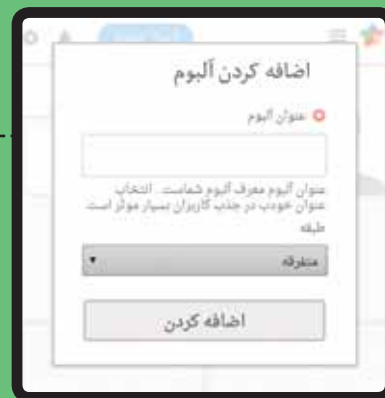 اضافه کردن آلبوم
عنوان آلبوم
عنوان آلبوم معرف آلبوم شماست. انتخاب
عنوان خوب در جذب کاربران بسیار موثر است
طبقه
متفرقه
اضافه کردن